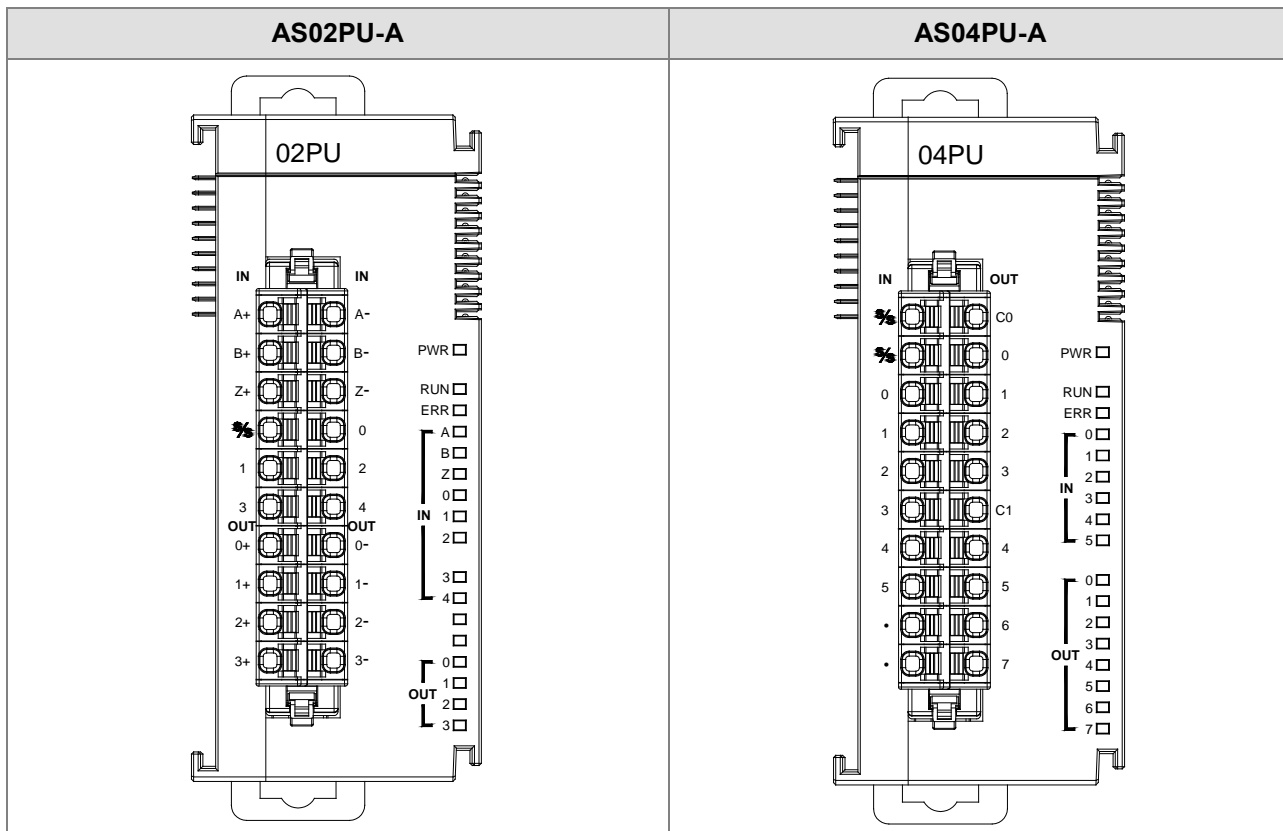 AS02PU-A
AS04PU-A
02PU
IN IN
A+ A-
B+ B-
Z+ Z-
S/S 0
1 2
3 4
OUT OUT
0+ 0-
1+ 1-
2+ 2-
3+ 3-
PWR
RUN
ERR
A
B
Z
0
IN 1
2
3
4
0
1
OUT 2
3
04PU
IN OUT
S/S C0
S/S 0
0 1
1 2
2 3
3 C1
4 4
5 5
• 6
• 7
PWR
RUN
ERR
0
1
2
IN 3
4
5
0
1
2
3
OUT 4
5
6
7